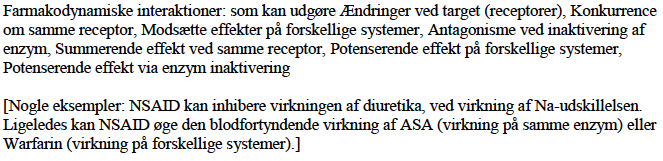 Farmakodynamiske interaktioner: som kan udgøre Ændringer ved target (receptorer), Konkurrence
om samme receptor, Modsætte effekter på forskellige systemer, Antagonisme ved inaktivering af
enzym, Summerende effekt ved samme receptor, Potenserende effekt på forskellige systemer,
Potenserende effekt via enzym inaktivering

[Nogle eksempler: NSAID kan inhibere virkningen af diuretika, ved virkning af Na-udskillelsen.
Ligeledes kan NSAID øge den blodfortyndende virkning af ASA (virkning på samme enzym) eller
Warfarin (virkning på forskellige systemer).]